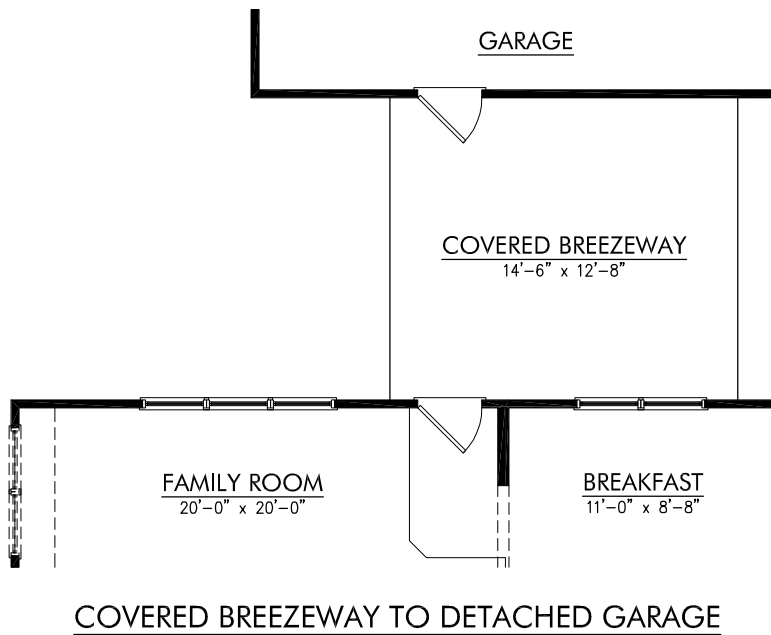 GARAGE
COVERED BREEZEWAY
14'-6" x 12'-8"
FAMILY ROOM
20'-0" x 20'-0"
BREAKFAST
11'-0" x 8'-8"
COVERED BREEZEWAY TO DETACHED GARAGE